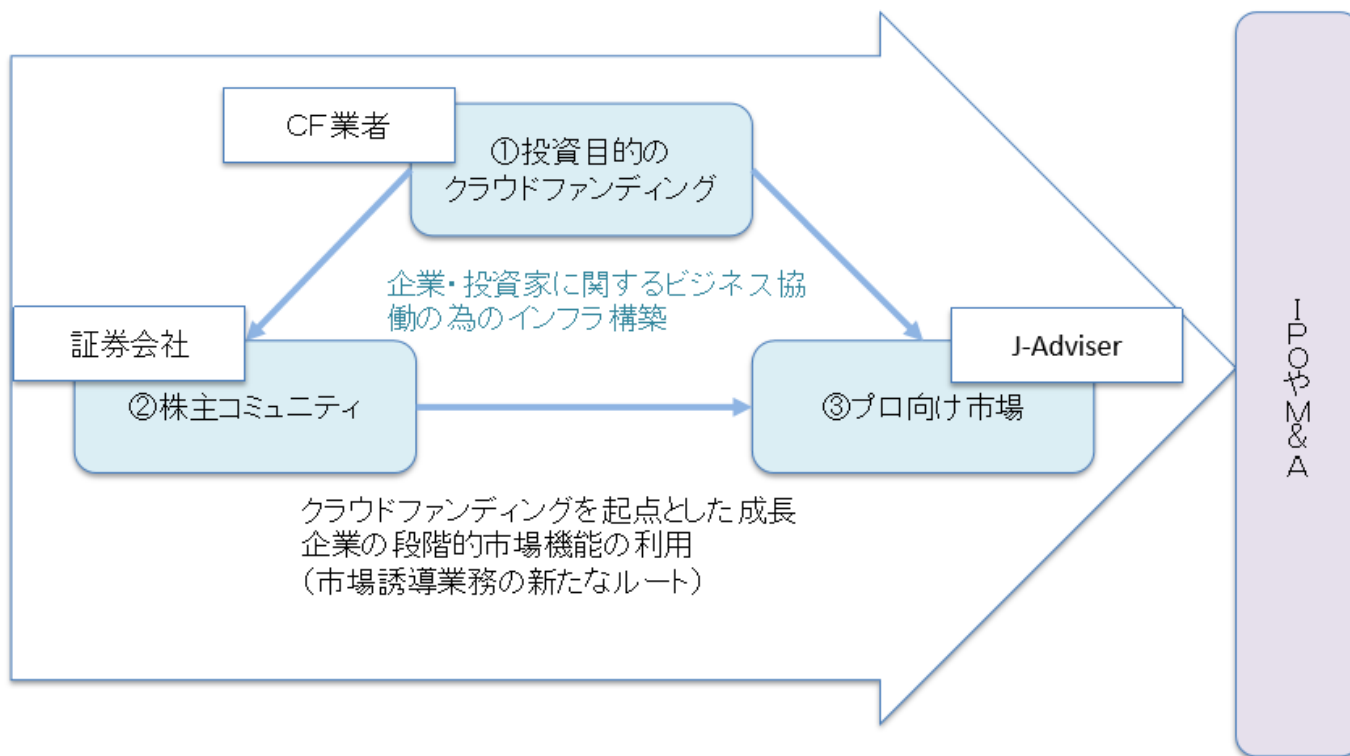 CF業者
①投資目的の
クラウドファンディング
企業・投資家に関するビジネス協
働の為のインフラ構築
証券会社
②株主コミュニティ
J-Adviser
③プロ向け市場
クラウドファンディングを起点とした成長
企業の段階的市場機能の利用
（市場誘導業務の新たなルート）
IPOやM&A